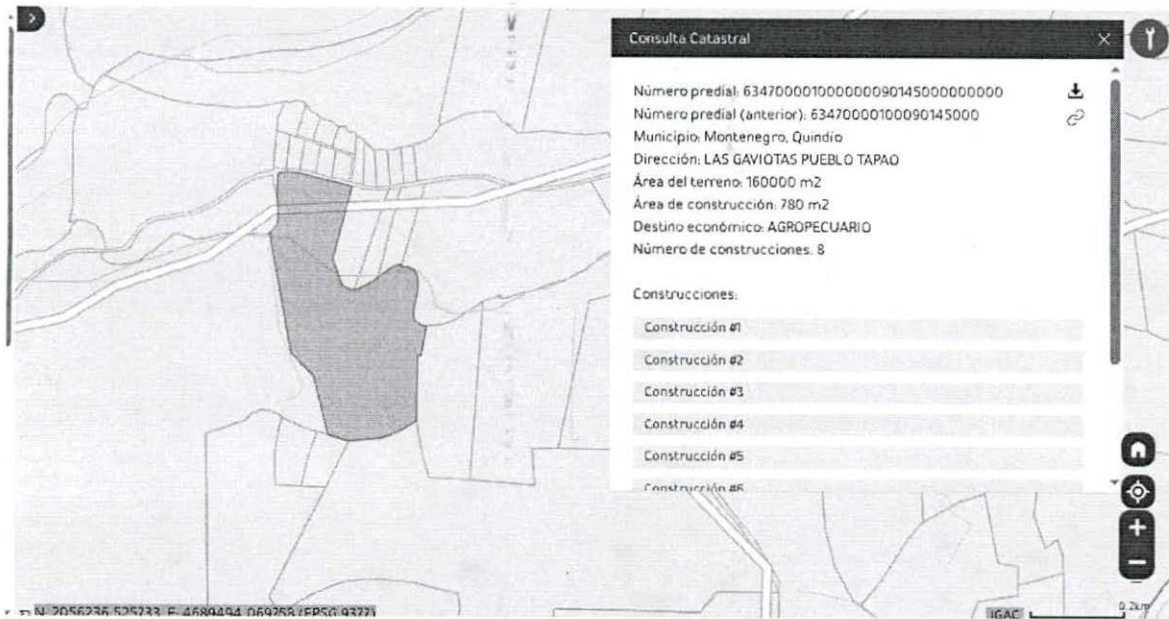 Consulta Catastral
Número predial: 634700001000000090145000000000
Número predial (anterior): 63470000100090145000
Municipio: Montenegro, Quindío
Dirección: LAS GAVIOTAS PUEBLO TAPAO
Área del terreno: 160000 m2
Área de construcción: 780 m2
Destino económico: AGROPECUARIO
Número de construcciones: 8
Construcciones:
Construcción #1
Construcción #2
Construcción #3
Construcción #4
Construcción #5
Construcción #6
N: 2056236.525733 E: 4689494.069758 (EPSG:9377)
IGAC
0.2km